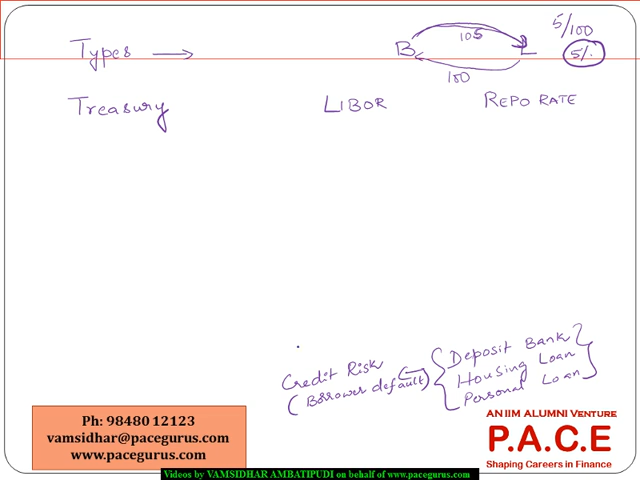 5/100
Types → B 105 L 5%
100
Treasury LIBOR REPO RATE
Credit Risk
(Borrower default)
Deposit Bank
Housing Loan
Personal Loan
Ph: 98480 12123
vamsidhar@pacegurus.com
www.pacegurus.com
AN IIM ALUMNI VENTURE
P.A.C.E
Shaping Careers in Finance
Videos by VAMSIDHAR AMBATIPUDI on behalf of www.pacegurus.com